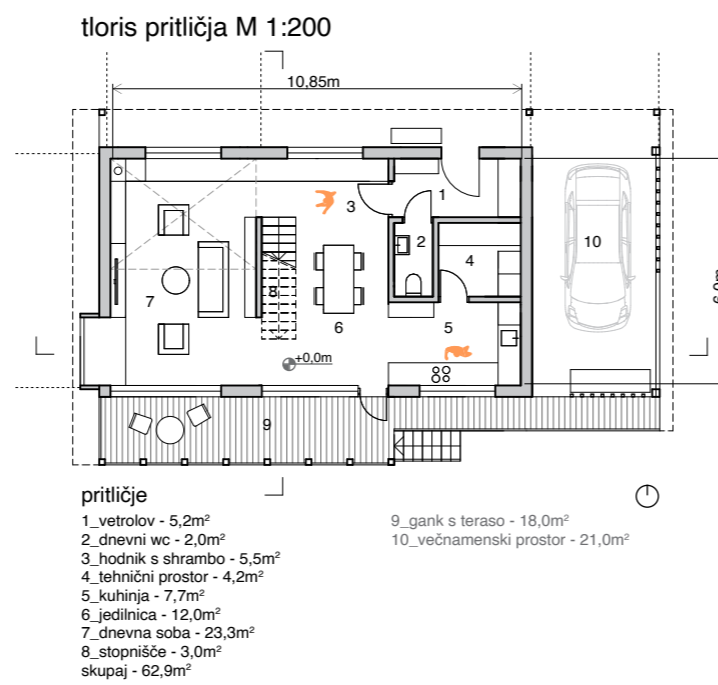 tloris pritličja M 1:200
10,85m
1
2
3
4
5
6
7
8
9
10
+0,0m
pritličje
1_vetrolov - 5,2m²
2_dnevni wc - 2,0m²
3_hodnik s shrambo - 5,5m²
4_tehnični prostor - 4,2m²
5_kuhinja - 7,7m²
6_jedilnica - 12,0m²
7_dnevna soba - 23,3m²
8_stopnišče - 3,0m²
skupaj - 62,9m²
9_gank s teraso - 18,0m²
10_večnamenski prostor - 21,0m²